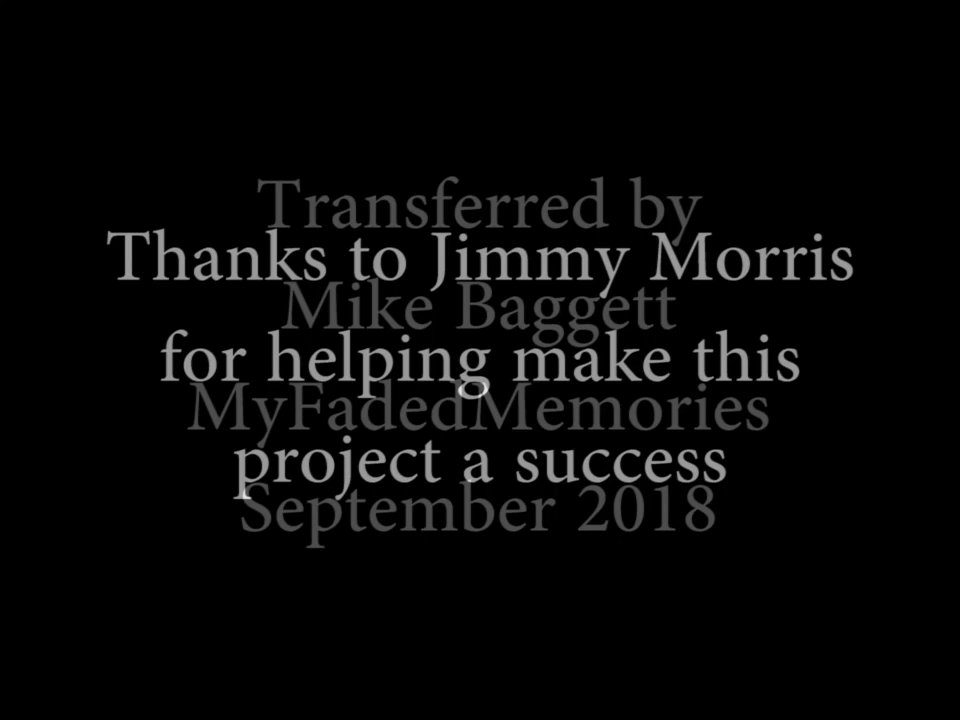 Transferred by
Thanks to Jimmy Morris
Mike Baggett
for helping make this
MyFadedMemories
project a success
September 2018